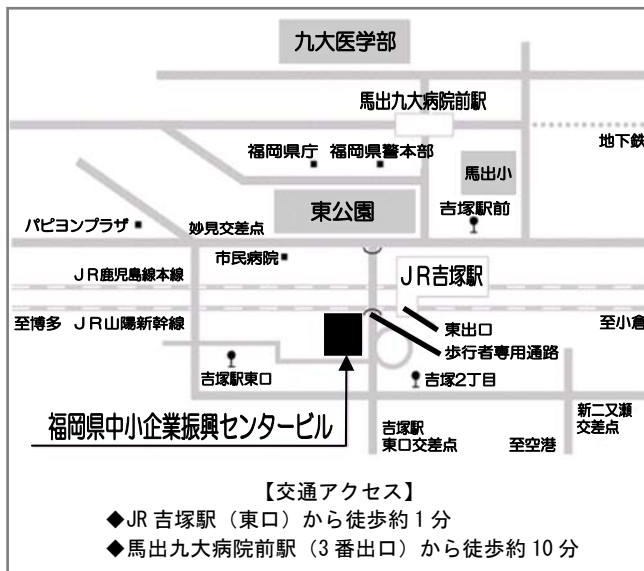 九大医学部
馬出九大病院前駅
地下鉄
福岡県庁
福岡県警本部
馬出小
東公園
吉塚駅前
パピヨンプラザ
妙見交差点
市民病院
JR鹿児島線本線
JR吉塚駅
至博多
JR山陽新幹線
東出口
至小倉
歩行者専用通路
吉塚駅東口
吉塚2丁目
福岡県中小企業振興センタービル
吉塚駅
東口交差点
至空港
新二又瀬
交差点
【交通アクセス】
◆JR吉塚駅（東口）から徒歩約1分
◆馬出九大病院前駅（3番出口）から徒歩約10分